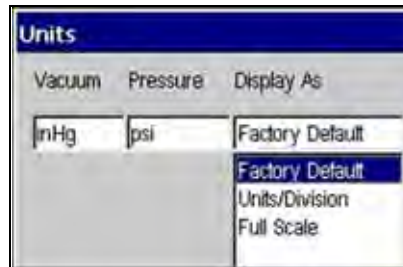 Units
Vacuum Pressure Display As
inHg psi Factory Default
Factory Default
Units/Division
Full Scale